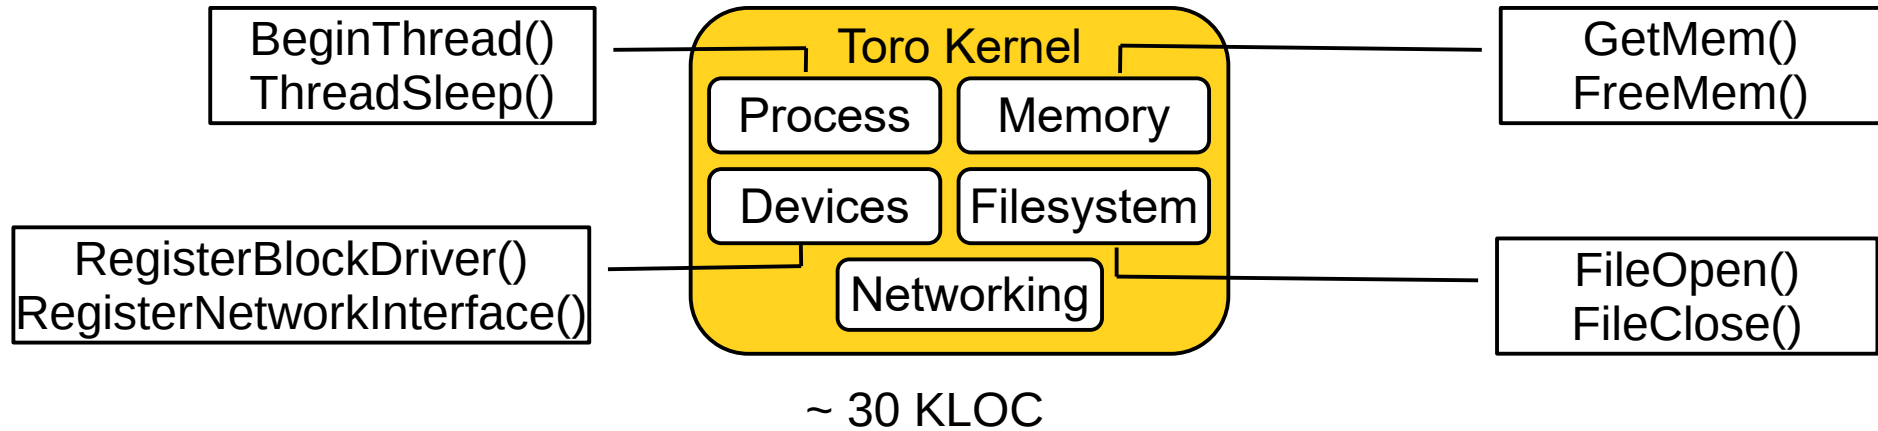 BeginThread()
ThreadSleep()
Toro Kernel
GetMem()
FreeMem()
Process
Memory
Devices
Filesystem
RegisterBlockDriver()
RegisterNetworkInterface()
Networking
FileOpen()
FileClose()
~ 30 KLOC